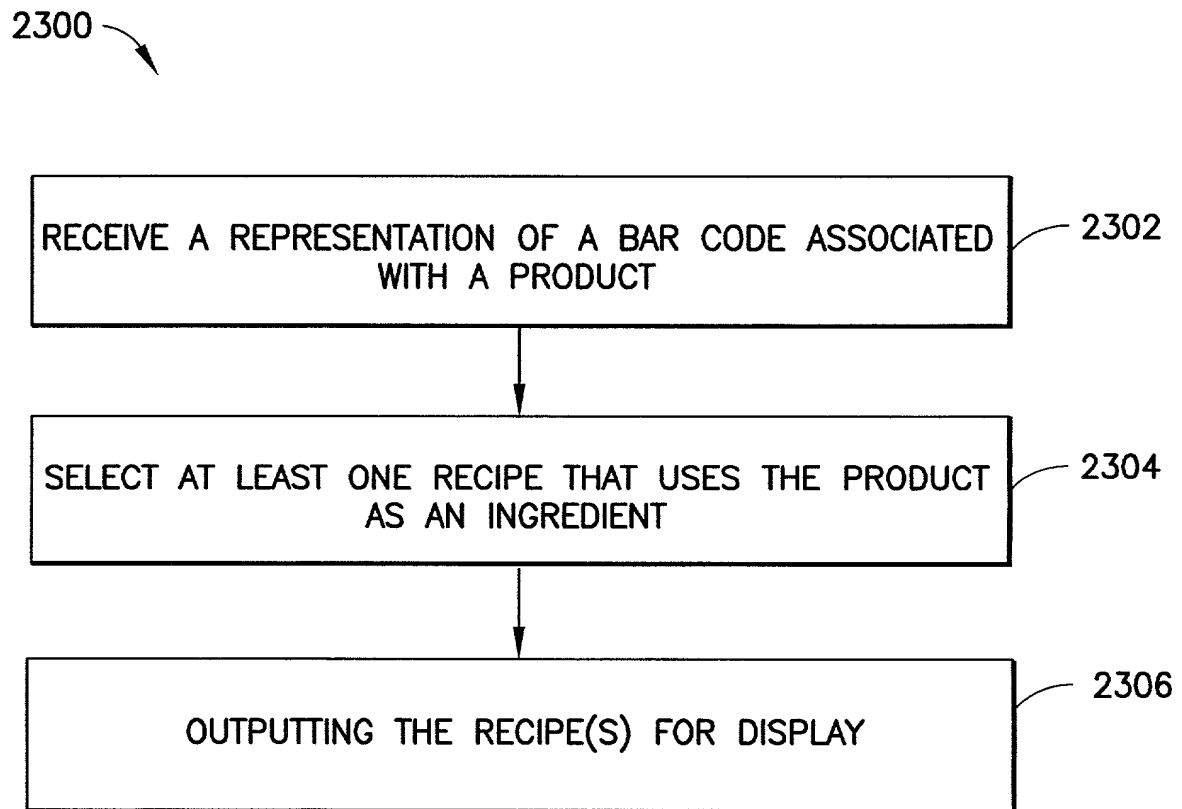 2300
RECEIVE A REPRESENTATION OF A BAR CODE ASSOCIATED
WITH A PRODUCT
2302
SELECT AT LEAST ONE RECIPE THAT USES THE PRODUCT
AS AN INGREDIENT
2304
OUTPUTTING THE RECIPE(S) FOR DISPLAY
2306